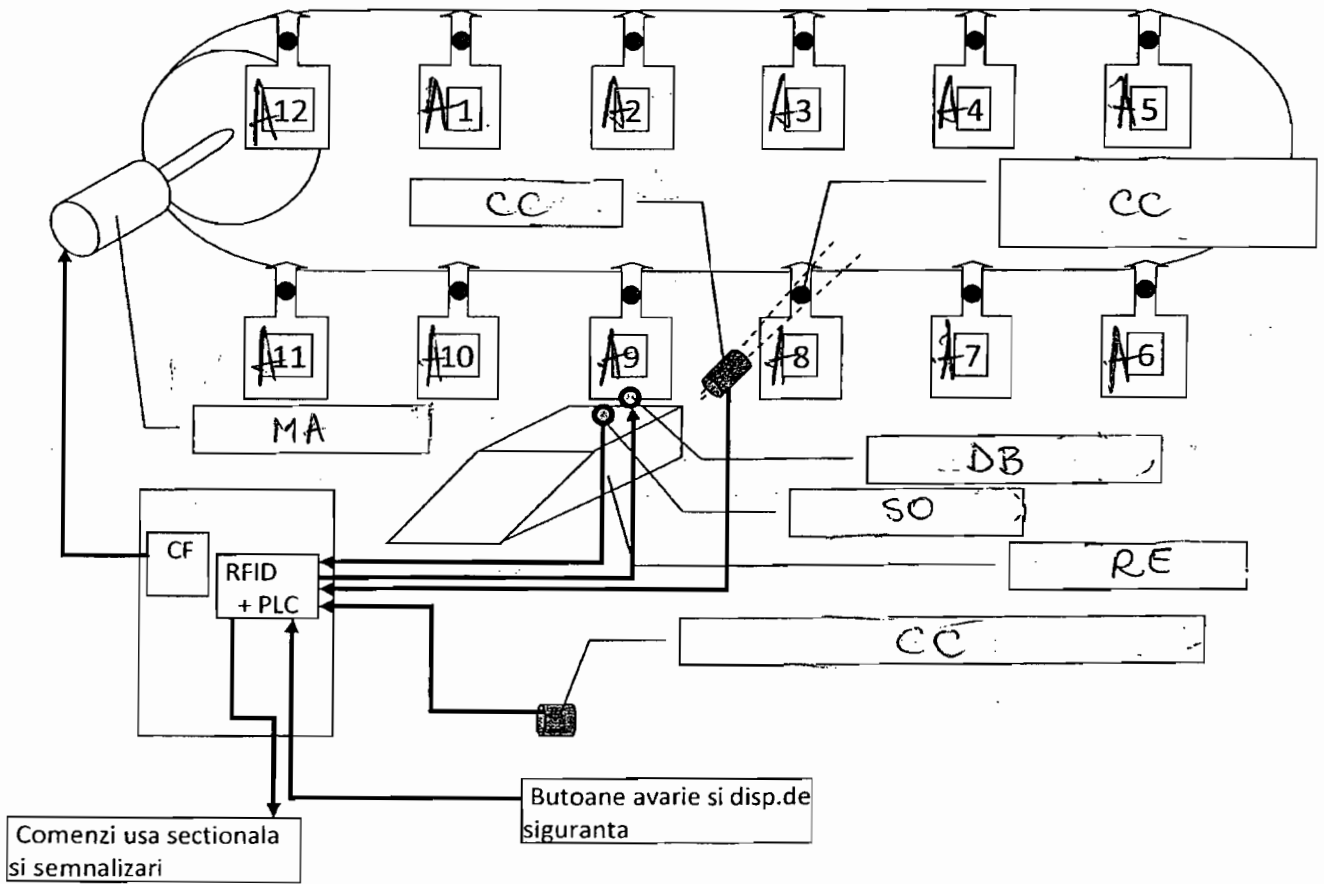 A12 A1 A2 A3 A4 A5
CC CC
A11 A10 A9 A8 A7 A6
MA
DB
SO
CF
RE
RFID
+ PLC
CC
Butoane avarie si disp.de
siguranta
Comenzi usa sectionala
si semnalizari